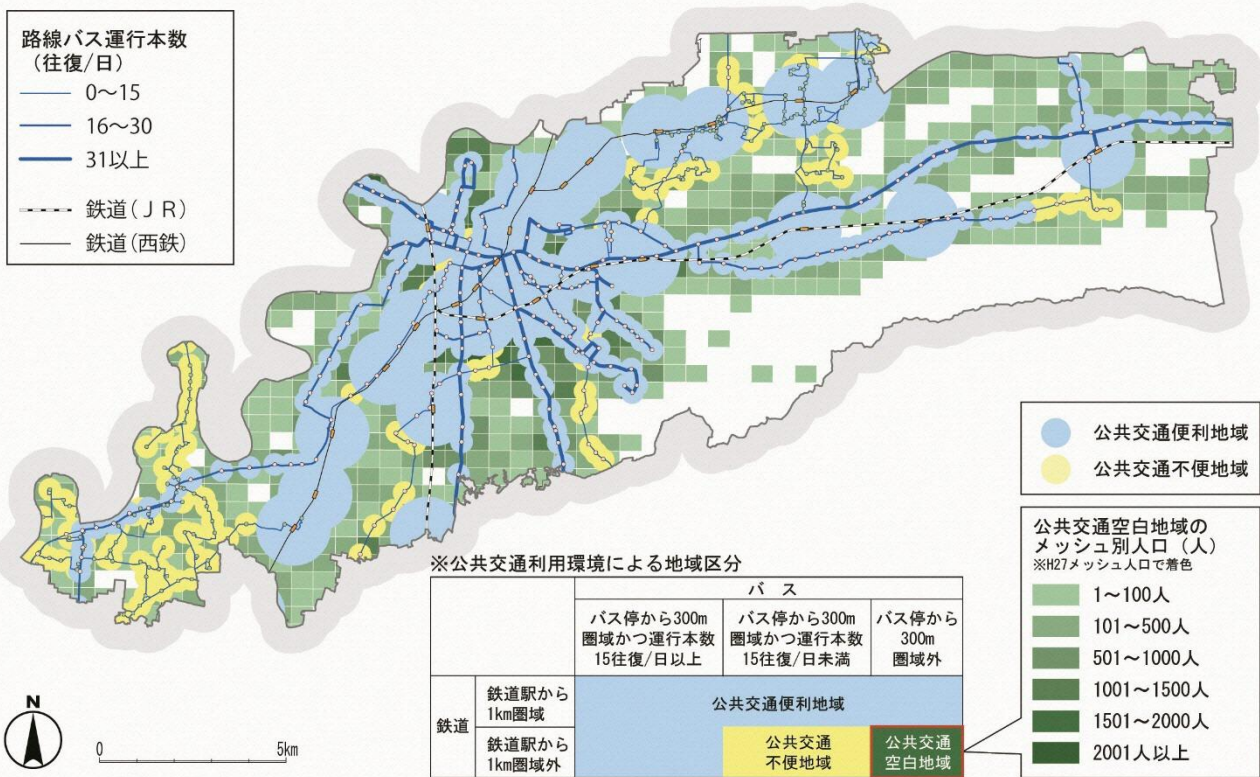 路線バス運行本数
(往復/日)
0～15
16～30
31以上
鉄道(ＪＲ)
鉄道(西鉄)
公共交通便利地域
公共交通不便地域
公共交通空白地域の
メッシュ別人口（人）
※H27メッシュ人口で着色
1～100人
101～500人
501～1000人
1001～1500人
1501～2000人
2001人以上
※公共交通利用環境による地域区分
バ　ス
バス停から300m
圏域かつ運行本数
15往復/日以上
バス停から300m
圏域かつ運行本数
15往復/日未満
バス停から
300m
圏域外
鉄道
鉄道駅から
1km圏域
公共交通便利地域
鉄道駅から
1km圏域外
公共交通
不便地域
公共交通
空白地域
N
0
5km